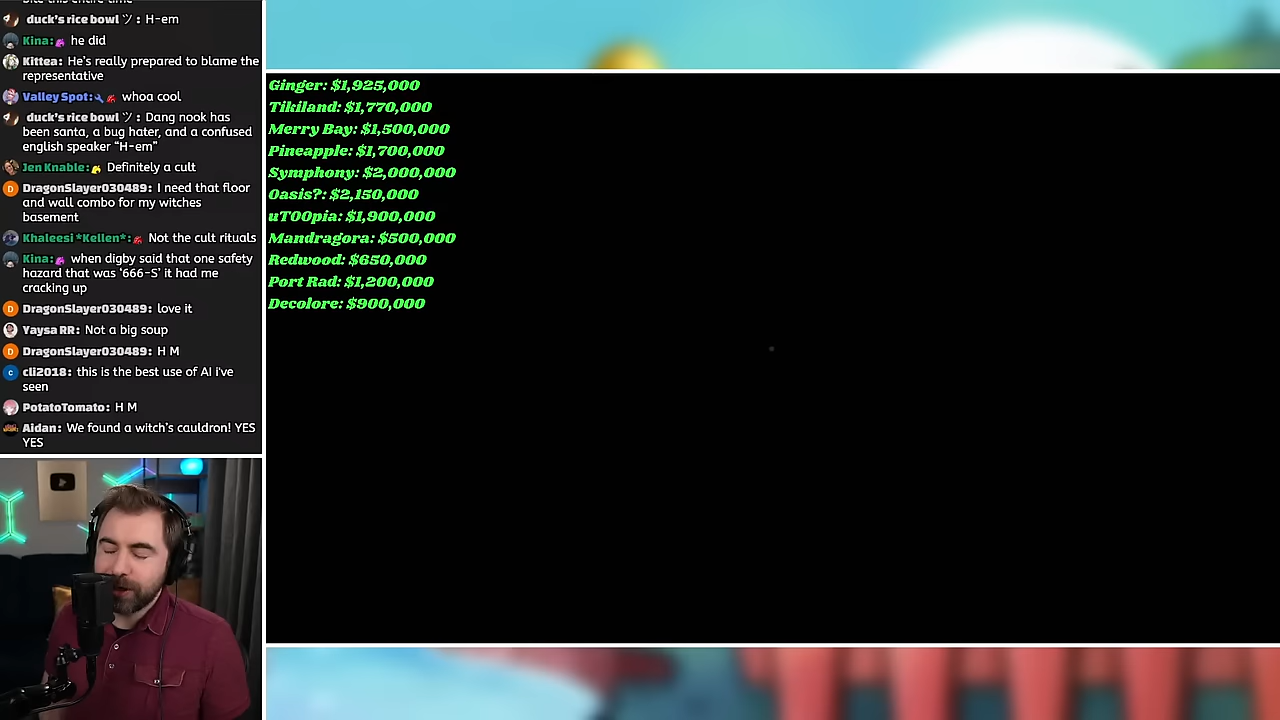 duck's rice bowl ツ : H-em
Kina: he did
Kittea: He's really prepared to blame the
representative
Valley Spot: whoa cool
duck's rice bowl ツ : Dang nook has
been santa, a bug hater, and a confused
english speaker “H-em”
Jen Knable: Definitely a cult
DragonSlayer030489: I need that floor
and wall combo for my witches
basement
Khaleesi *Kellen*: Not the cult rituals
Kina: when digby said that one safety
hazard that was ‘666-S’ it had me
cracking up
DragonSlayer030489: love it
Yaysa RR: Not a big soup
DragonSlayer030489: H M
cli2018: this is the best use of AI i've
seen
PotatoTomato: H M
Aidan: We found a witch's cauldron! YES
YES
Ginger: $1,925,000
Tikiland: $1,770,000
Merry Bay: $1,500,000
Pineapple: $1,700,000
Symphony: $2,000,000
Oasis?: $2,150,000
uTOOpia: $1,900,000
Mandragora: $500,000
Redwood: $650,000
Port Rad: $1,200,000
Decolore: $900,000